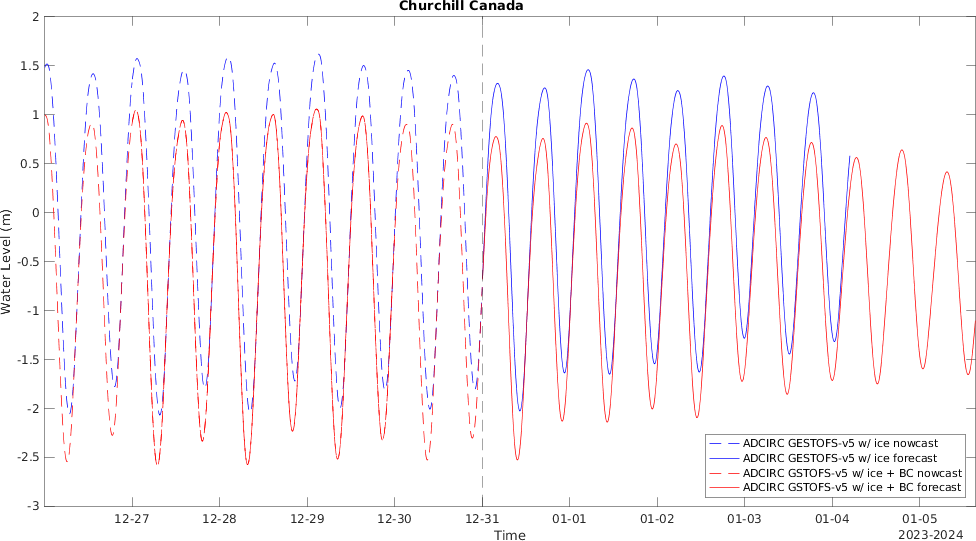 Churchill Canada
2
1.5
1
0.5
0
-0.5
-1
-1.5
-2
-2.5
-3
Water Level (m)
12-27 12-28 12-29 12-30 12-31 01-01 01-02 01-03 01-04 01-05
Time
2023-2024
ADCIRC GESTOFS-v5 w/ ice nowcast
ADCIRC GESTOFS-v5 w/ ice forecast
ADCIRC GSTOFS-v5 w/ ice + BC nowcast
ADCIRC GSTOFS-v5 w/ ice + BC forecast